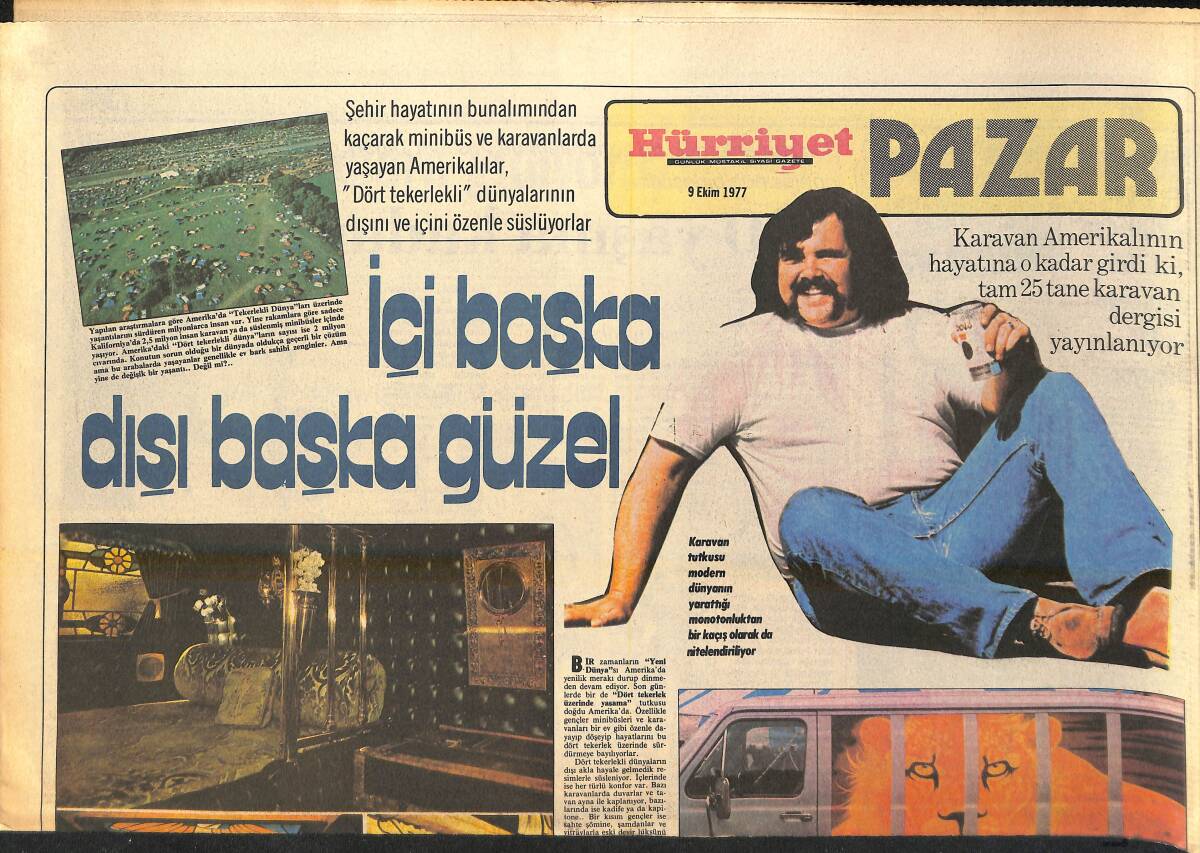 Şehir hayatının bunalımından
kaçarak minibüs ve karavanlarda
yaşayan Amerikalılar,
"Dört tekerlekli" dünyalarının
dışını ve içini özenle süslüyorlar
Hürriyet
GÜNLÜK MÜSTAKİL SİYASİ GAZETE
PAZAR
9 Ekim 1977
Karavan Amerikalının
hayatına o kadar girdi ki,
tam 25 tane karavan
dergisi
yayınlanıyor
Yapılan araştırmalara göre Amerika'da "Tekerlekli Dünya"ları üzerinde
yaşantılarını sürdüren milyonlarca insan var. Yine rakamlara göre sadece
Kaliforniya'da 2,5 milyon insan karavan ya da süslenmiş minibüsler içinde
yaşıyor. Amerika'daki "Dört tekerlekli dünya"ların sayısı ise 2 milyon
civarında. Konutun sorun olduğu bir dünyada oldukça geçerli bir çözüm
ama bu arabalarda yaşayanlar genellikle ev bark sahibi zenginler. Ama
yine de değişik bir yaşantı.. Değil mi?..
İçi başka
dışı başka güzel
Karavan
tutkusu
modern
dünyanın
yarattığı
monotonluktan
bir kaçış olarak da
nitelendiriliyor
BİR zamanların "Yeni
Dünya"sı Amerika'da
yenilik merakı durup dinme-
den devam ediyor. Son gün-
lerde bir de "Dört tekerlek
üzerinde yaşama" tutkusu
doğdu Amerika'da. Özellikle
gençler minibüsleri ve kara-
vanları bir ev gibi özenle da-
yayıp döşeyip hayatlarını bu
dört tekerlek üzerinde sür-
dürmeye bayılıyorlar.
Dört tekerlekli dünyaların
dışı akla hayale gelmedik re-
simlerle süsleniyor. İçlerinde
ise her türlü konfor var. Bazı
karavanlarda duvarlar ve ta-
van ayna ile kaplanıyor, bazı-
larında ise kadife ya da kapi-
tone.. Bir kısım gençler ise
sahte şömine, şamdanlar ve
vitraylarla eski devir lüksünü